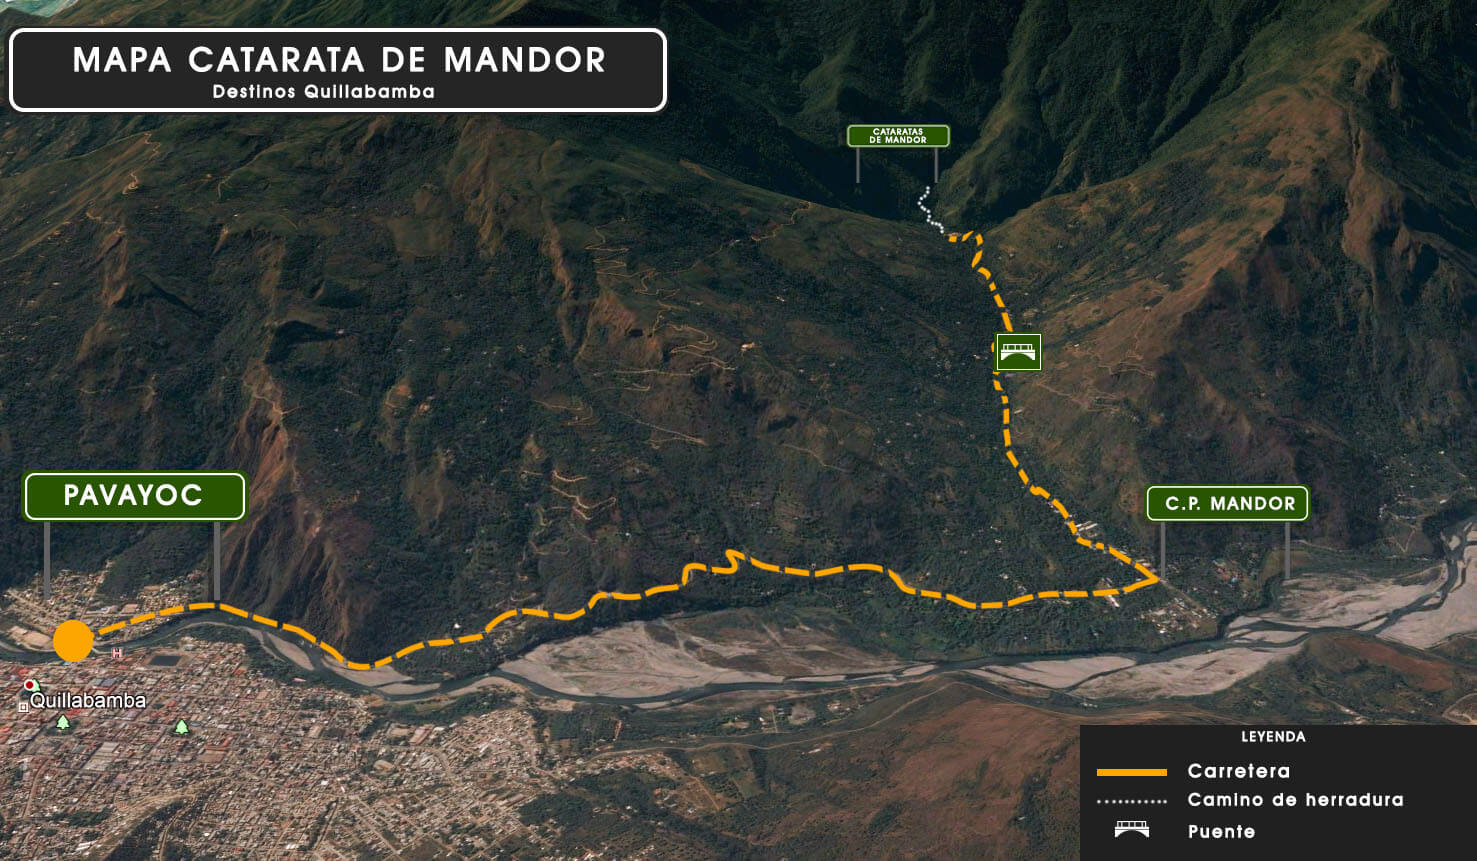 MAPA CATARATA DE MANDOR
Destinos Quillabamba
CATARATAS
DE MANDOR
PAVAYOC
C.P. MANDOR
H
Quillabamba
LEYENDA
Carretera
Camino de herradura
Puente